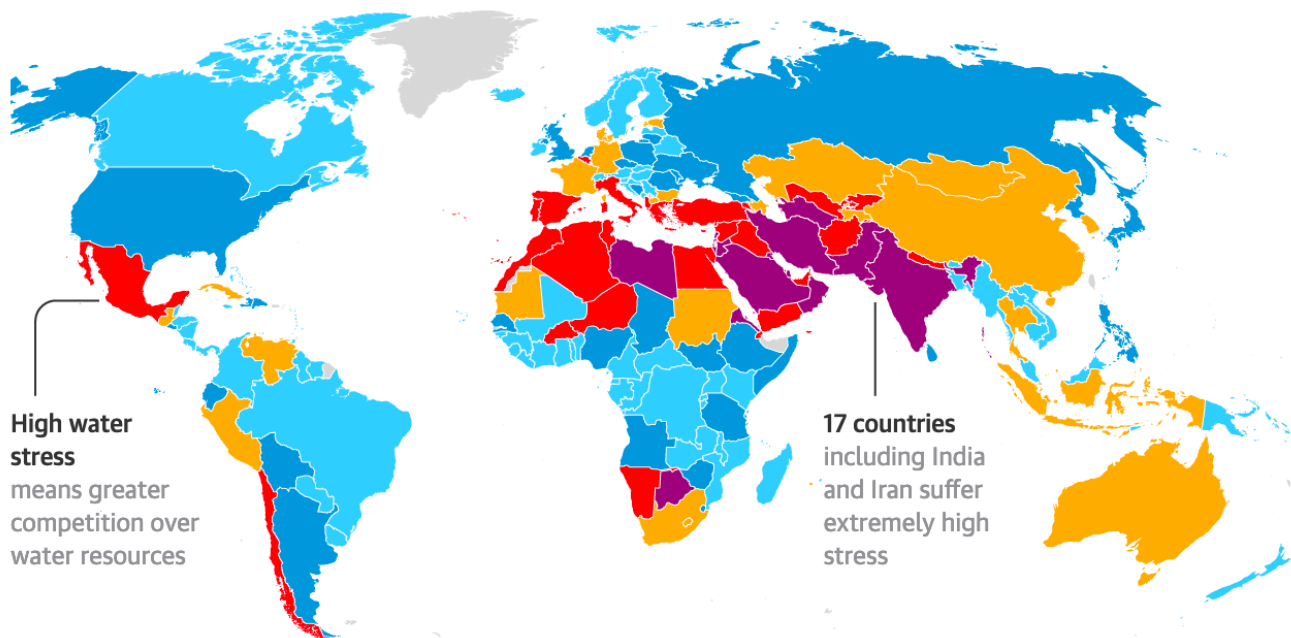 High water
stress
means greater
competition over
water resources
17 countries
including India
and Iran suffer
extremely high
stress